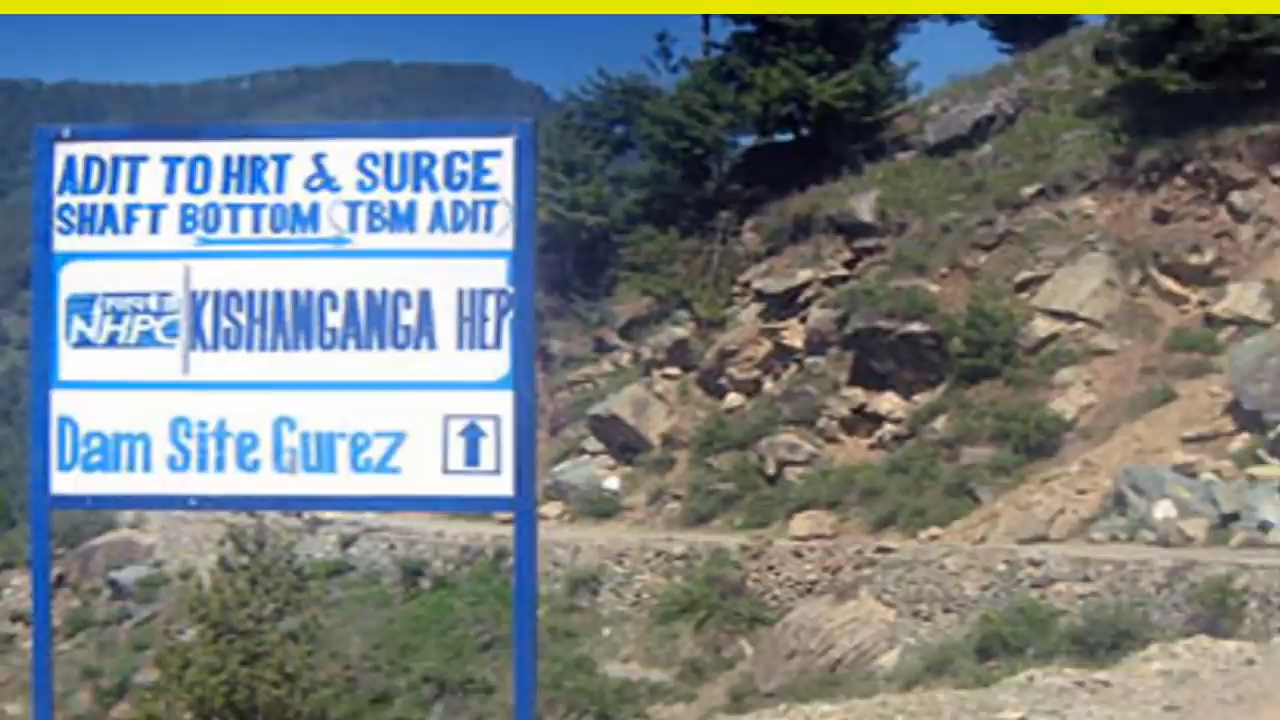 ADIT TO HRT & SURGE
SHAFT BOTTOM (TBM ADIT)
NHPC KISHANGANGA HEP
Dam Site Gurez